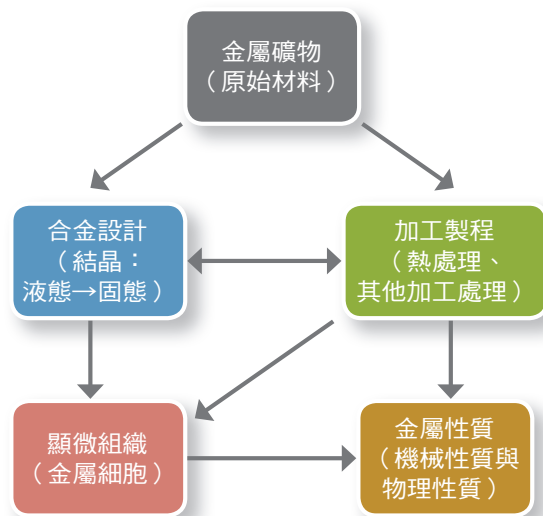 金屬礦物
（原始材料）
合金設計
（結晶：
液態→固態）
加工製程
（熱處理、
其他加工處理）
顯微組織
（金屬細胞）
金屬性質
（機械性質與
物理性質）